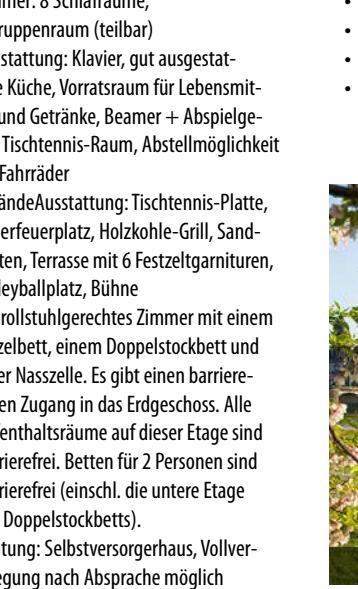 mer: 8 Schlafräume,
ruppenraum (teilbar)
stattung: Klavier, gut ausgestat-
e Küche, Vorratsraum für Lebensmit-
und Getränke, Beamer + Abspielge-
Tischtennis-Raum, Abstellmöglichkeit
Fahrräder
ändeAusstattung: Tischtennis-Platte,
erfeuerplatz, Holzkohle-Grill, Sand-
ten, Terrasse mit 6 Festzeltgarnituren,
leyballplatz, Bühne
rollstuhlgerechtes Zimmer mit einem
zelbett, einem Doppelstockbett und
er Nasszelle. Es gibt einen barriere-
en Zugang in das Erdgeschoss. Alle
enthaltsräume auf dieser Etage sind
rierefrei. Betten für 2 Personen sind
rierefrei (einschl. die untere Etage
Doppelstockbetts).
tung: Selbstversorgerhaus, Vollver-
egung nach Absprache möglich